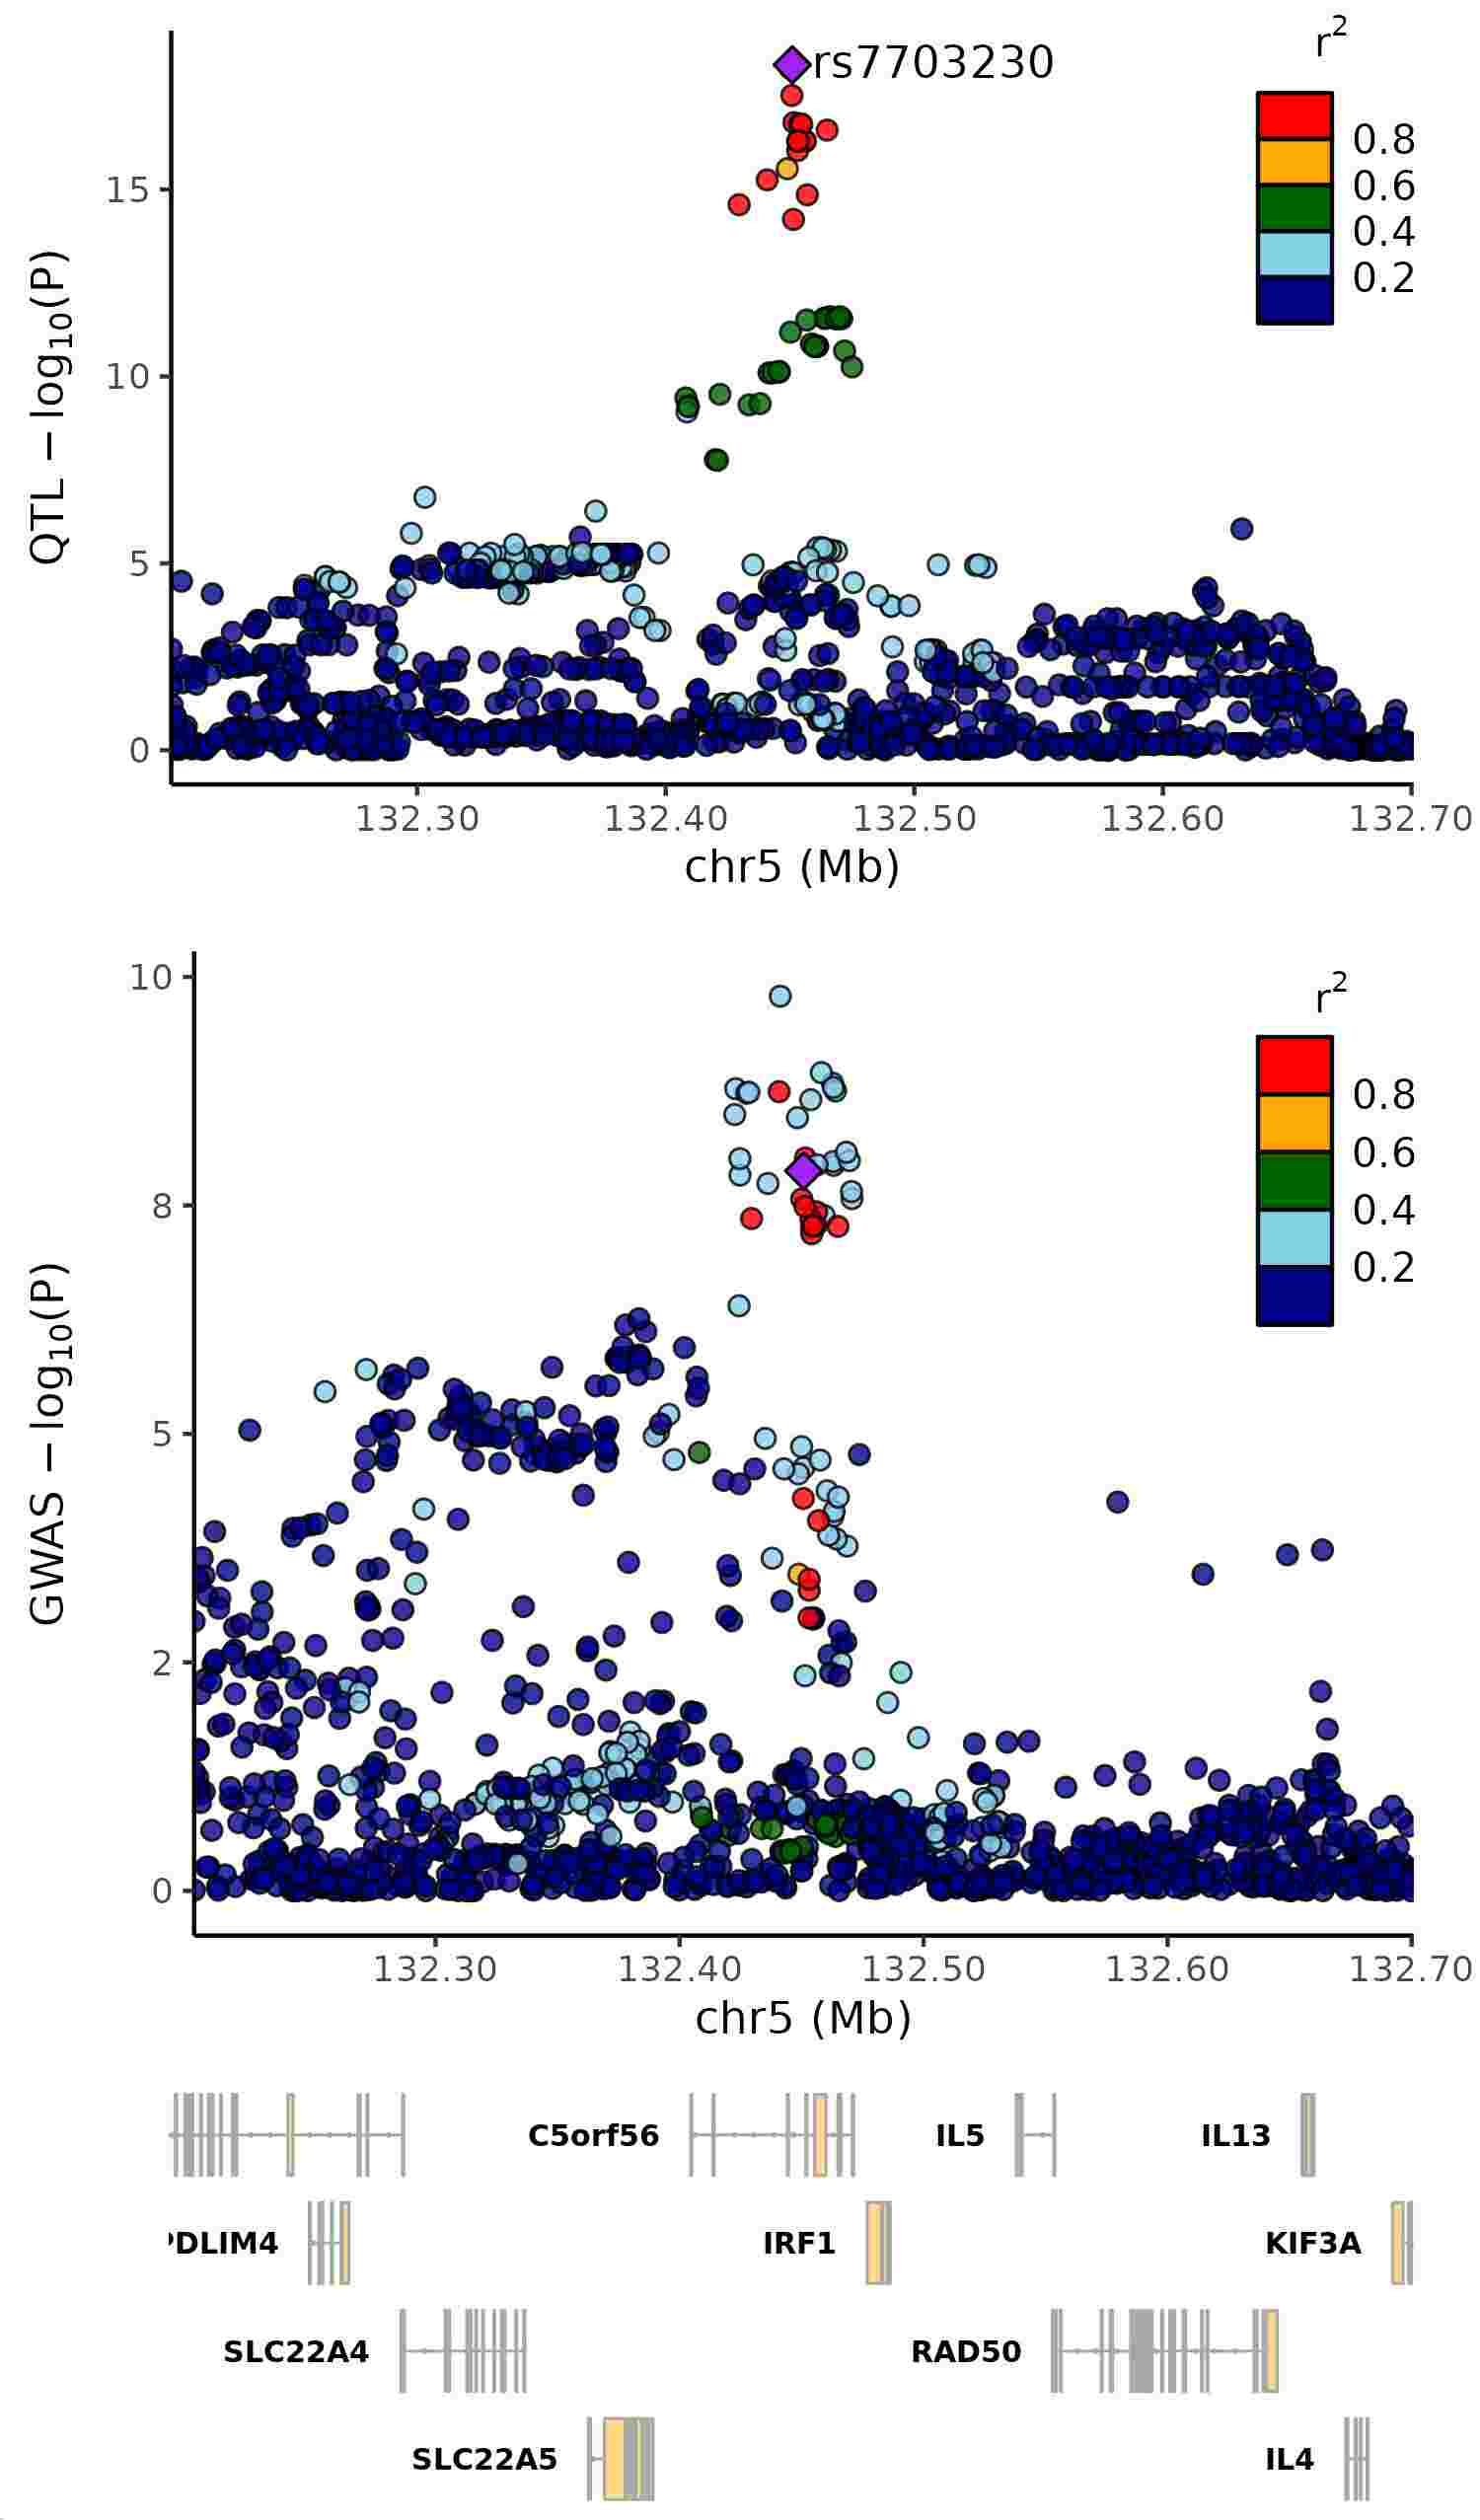 r²
rs7703230
0.8
0.6
0.4
0.2
15
10
5
0
QTL −log₁₀(P)
132.30 132.40 132.50 132.60 132.70
chr5 (Mb)
r²
0.8
0.6
0.4
0.2
10
8
5
2
0
GWAS −log₁₀(P)
132.30 132.40 132.50 132.60 132.70
chr5 (Mb)
C5orf56 IL5 IL13
PDLIM4 IRF1 KIF3A
SLC22A4 RAD50
SLC22A5 IL4